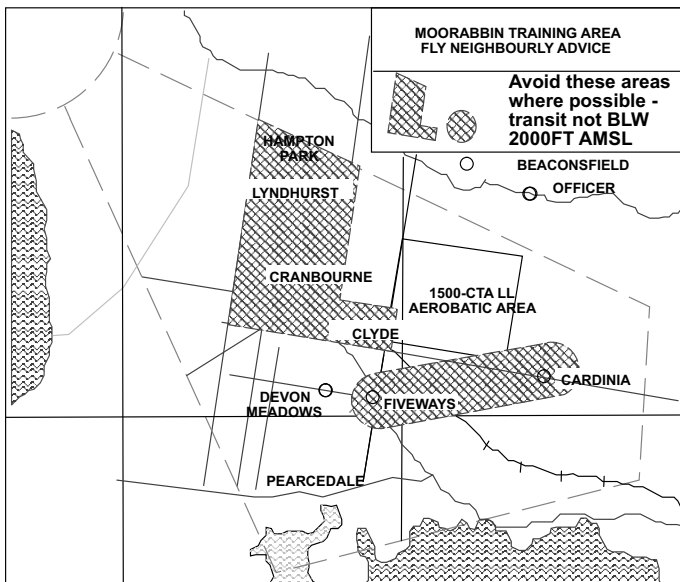 MOORABBIN TRAINING AREA
FLY NEIGHBOURLY ADVICE
Avoid these areas
where possible -
transit not BLW
2000FT AMSL
HAMPTON
PARK
BEACONSFIELD
OFFICER
LYNDHURST
CRANBOURNE
1500-CTA LL
AEROBATIC AREA
CLYDE
CARDINIA
DEVON
MEADOWS
FIVEWAYS
PEARCEDALE